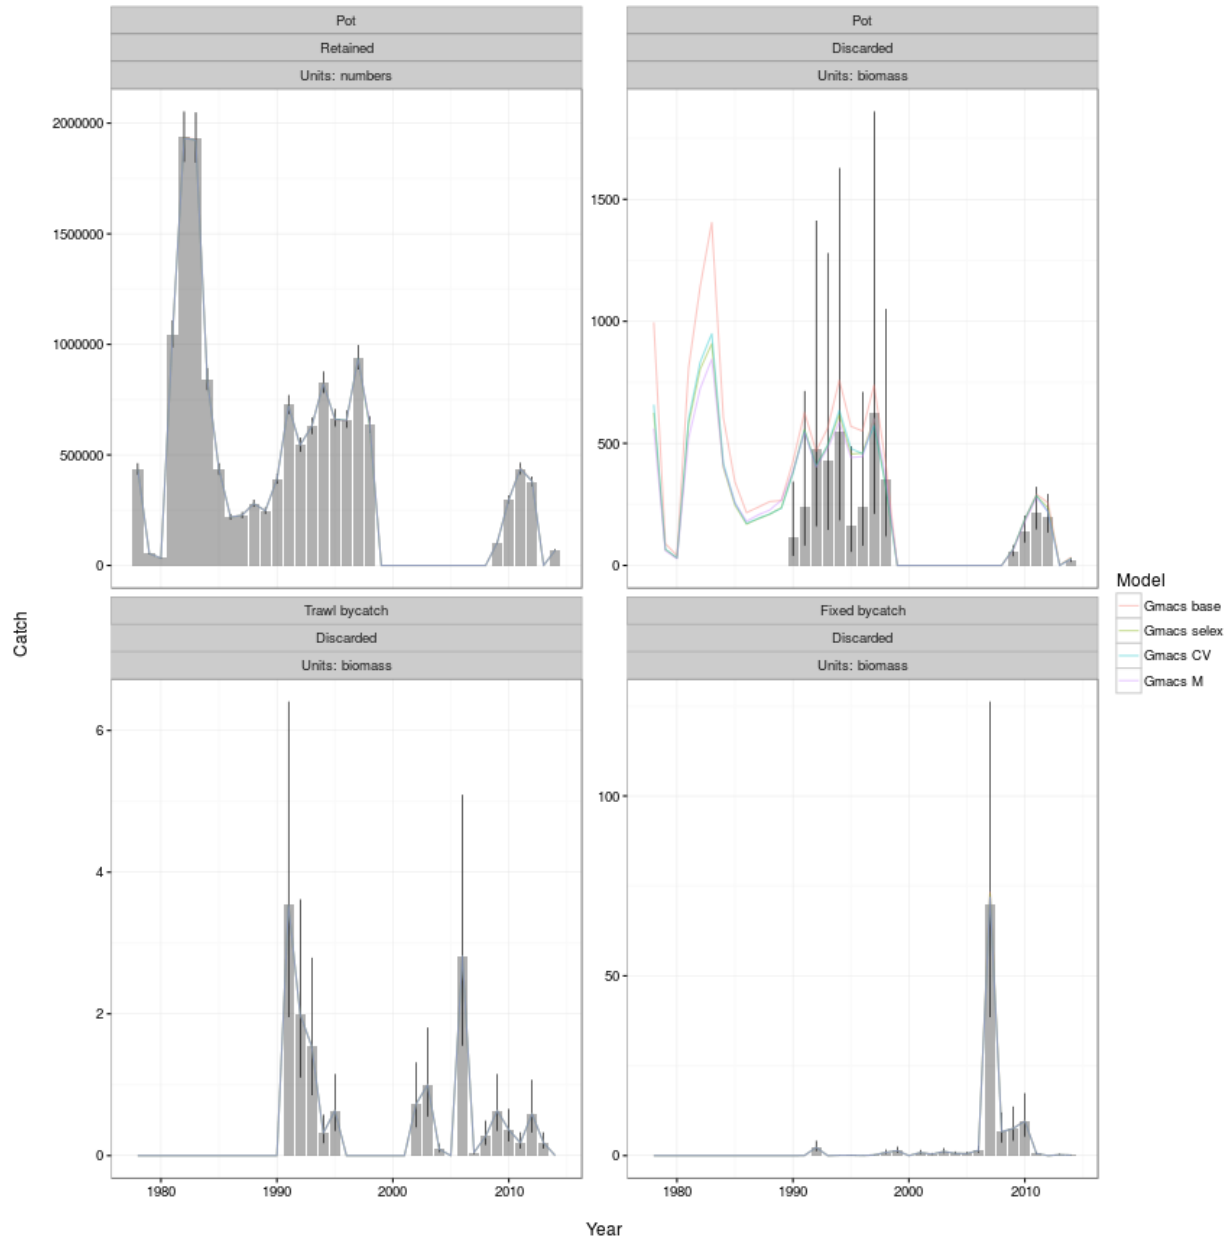 Pot
Retained
Units: numbers
Pot
Discarded
Units: biomass
2000000
1500000
1000000
500000
0
1500
1000
500
0
Trawl bycatch
Discarded
Units: biomass
Fixed bycatch
Discarded
Units: biomass
6
4
2
0
100
50
0
1980
1990
2000
2010
1980
1990
2000
2010
Catch
Year
Model
Gmacs base
Gmacs selex
Gmacs CV
Gmacs M